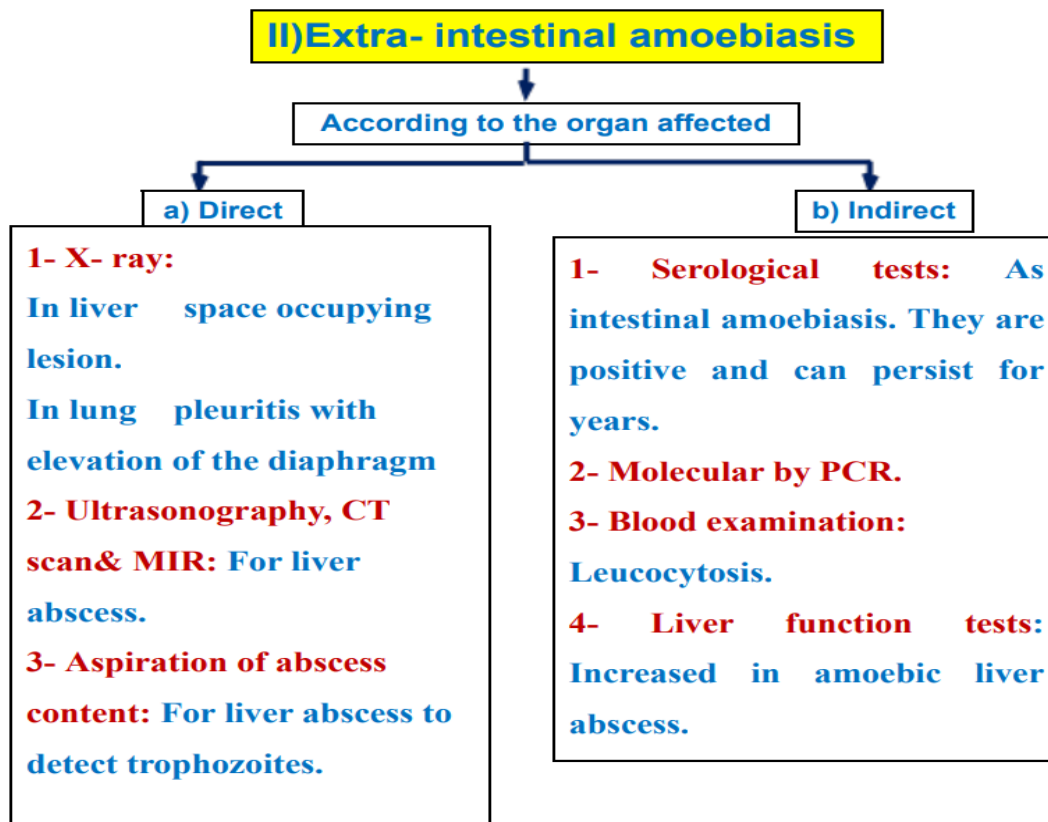 II)Extra- intestinal amoebiasis
According to the organ affected
a) Direct
1- X- ray:
In liver space occupying
lesion.
In lung pleuritis with
elevation of the diaphragm
2- Ultrasonography, CT
scan& MIR: For liver
abscess.
3- Aspiration of abscess
content: For liver abscess to
detect trophozoites.
b) Indirect
1- Serological tests: As
intestinal amoebiasis. They are
positive and can persist for
years.
2- Molecular by PCR.
3- Blood examination:
Leucocytosis.
4- Liver function tests:
Increased in amoebic liver
abscess.